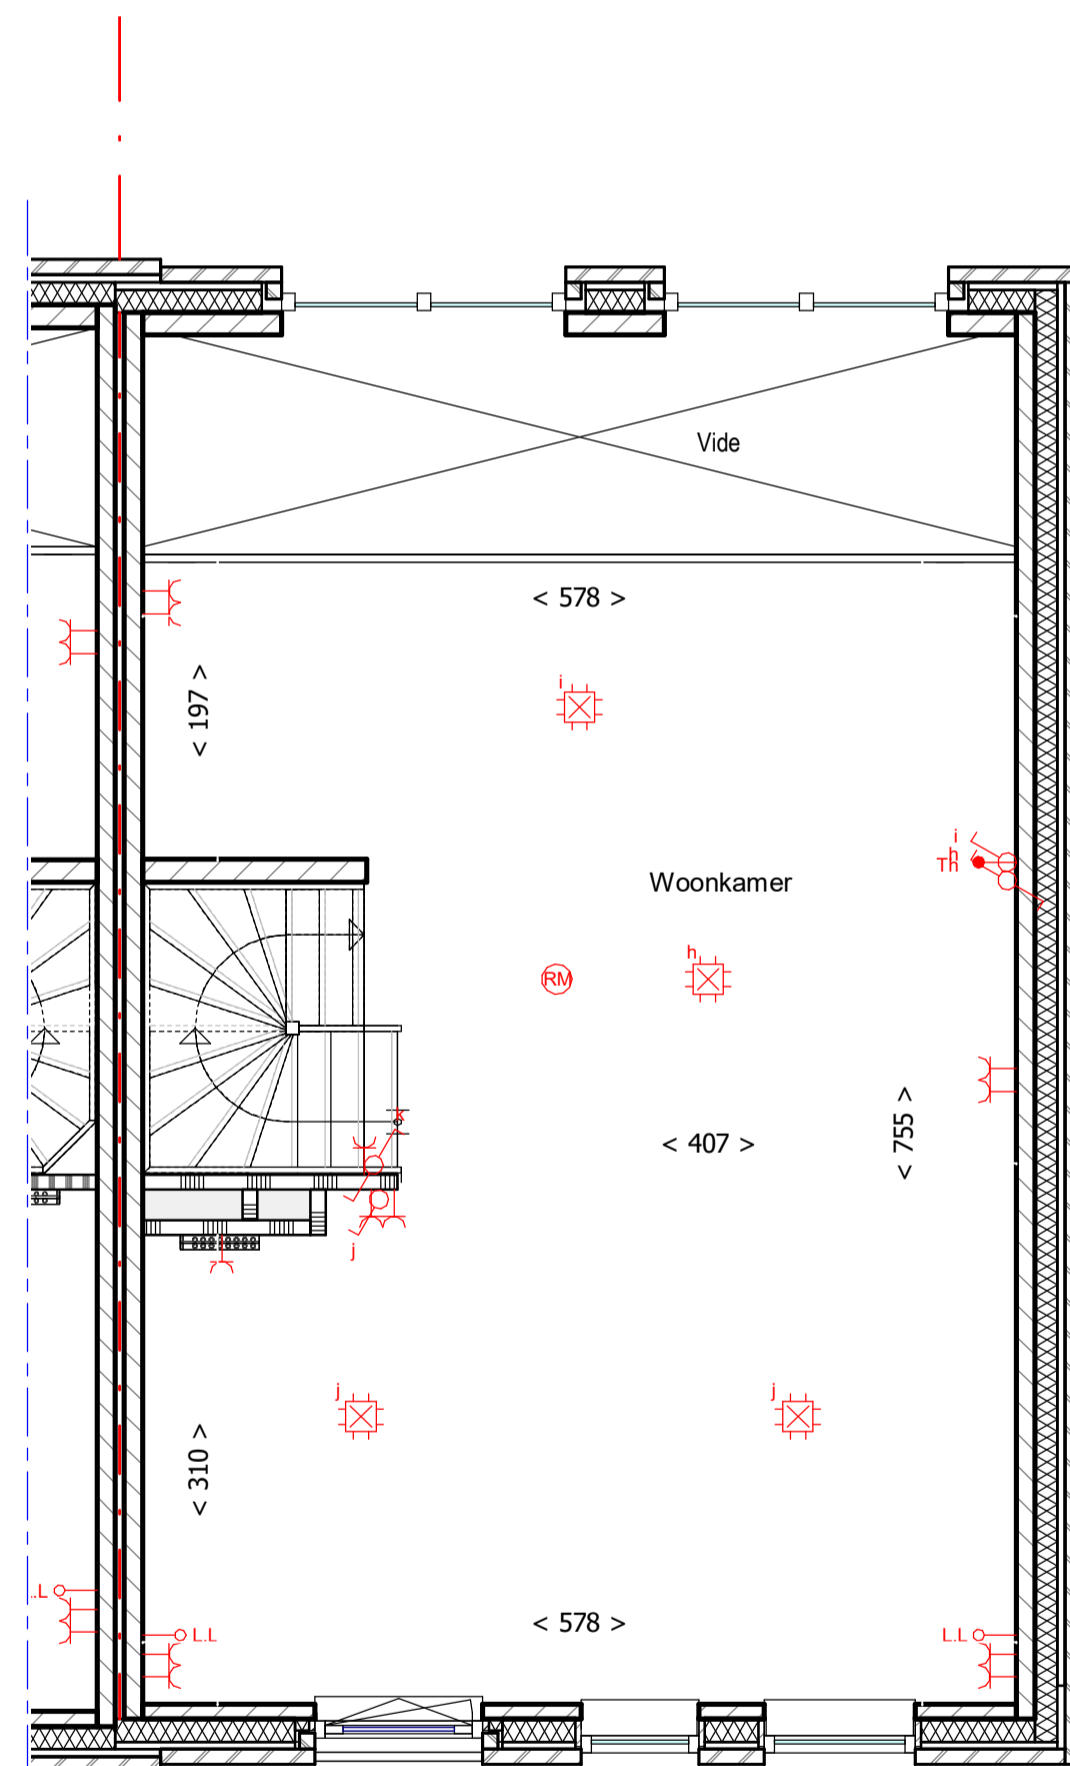 Vide
< 578 >
< 197 >
i
i
h
Th
Woonkamer
h
RM
< 407 >
< 755 >
k
j
j
j
< 310 >
.L
L.L
L.L
< 578 >